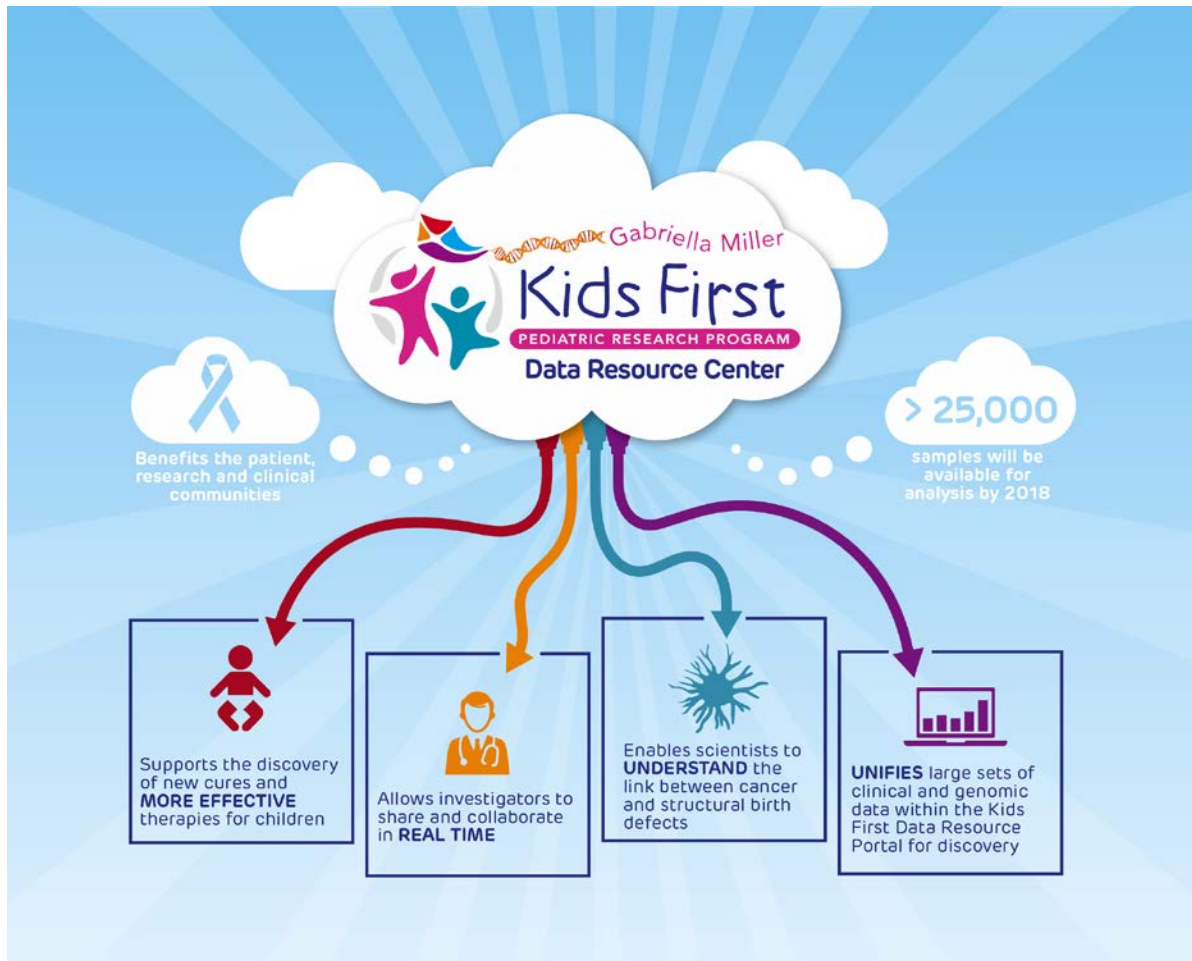 Gabriella Miller
Kids First
PEDIATRIC RESEARCH PROGRAM
Data Resource Center
Benefits the patient,
research and clinical
communities
> 25,000
samples will be
available for
analysis by 2018
Supports the discovery
of new cures and
MORE EFFECTIVE
therapies for children
Allows investigators to
share and collaborate
in REAL TIME
Enables scientists to
UNDERSTAND the
link between cancer
and structural birth
defects
UNIFIES large sets of
clinical and genomic
data within the Kids
First Data Resource
Portal for discovery